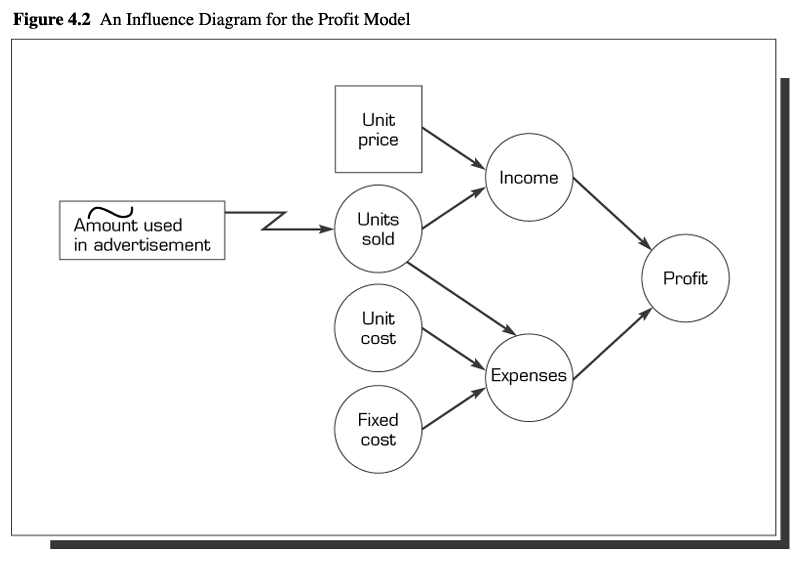 Figure 4.2 An Influence Diagram for the Profit Model
Unit
price
Income
Amount used
in advertisement
Units
sold
Profit
Unit
cost
Expenses
Fixed
cost